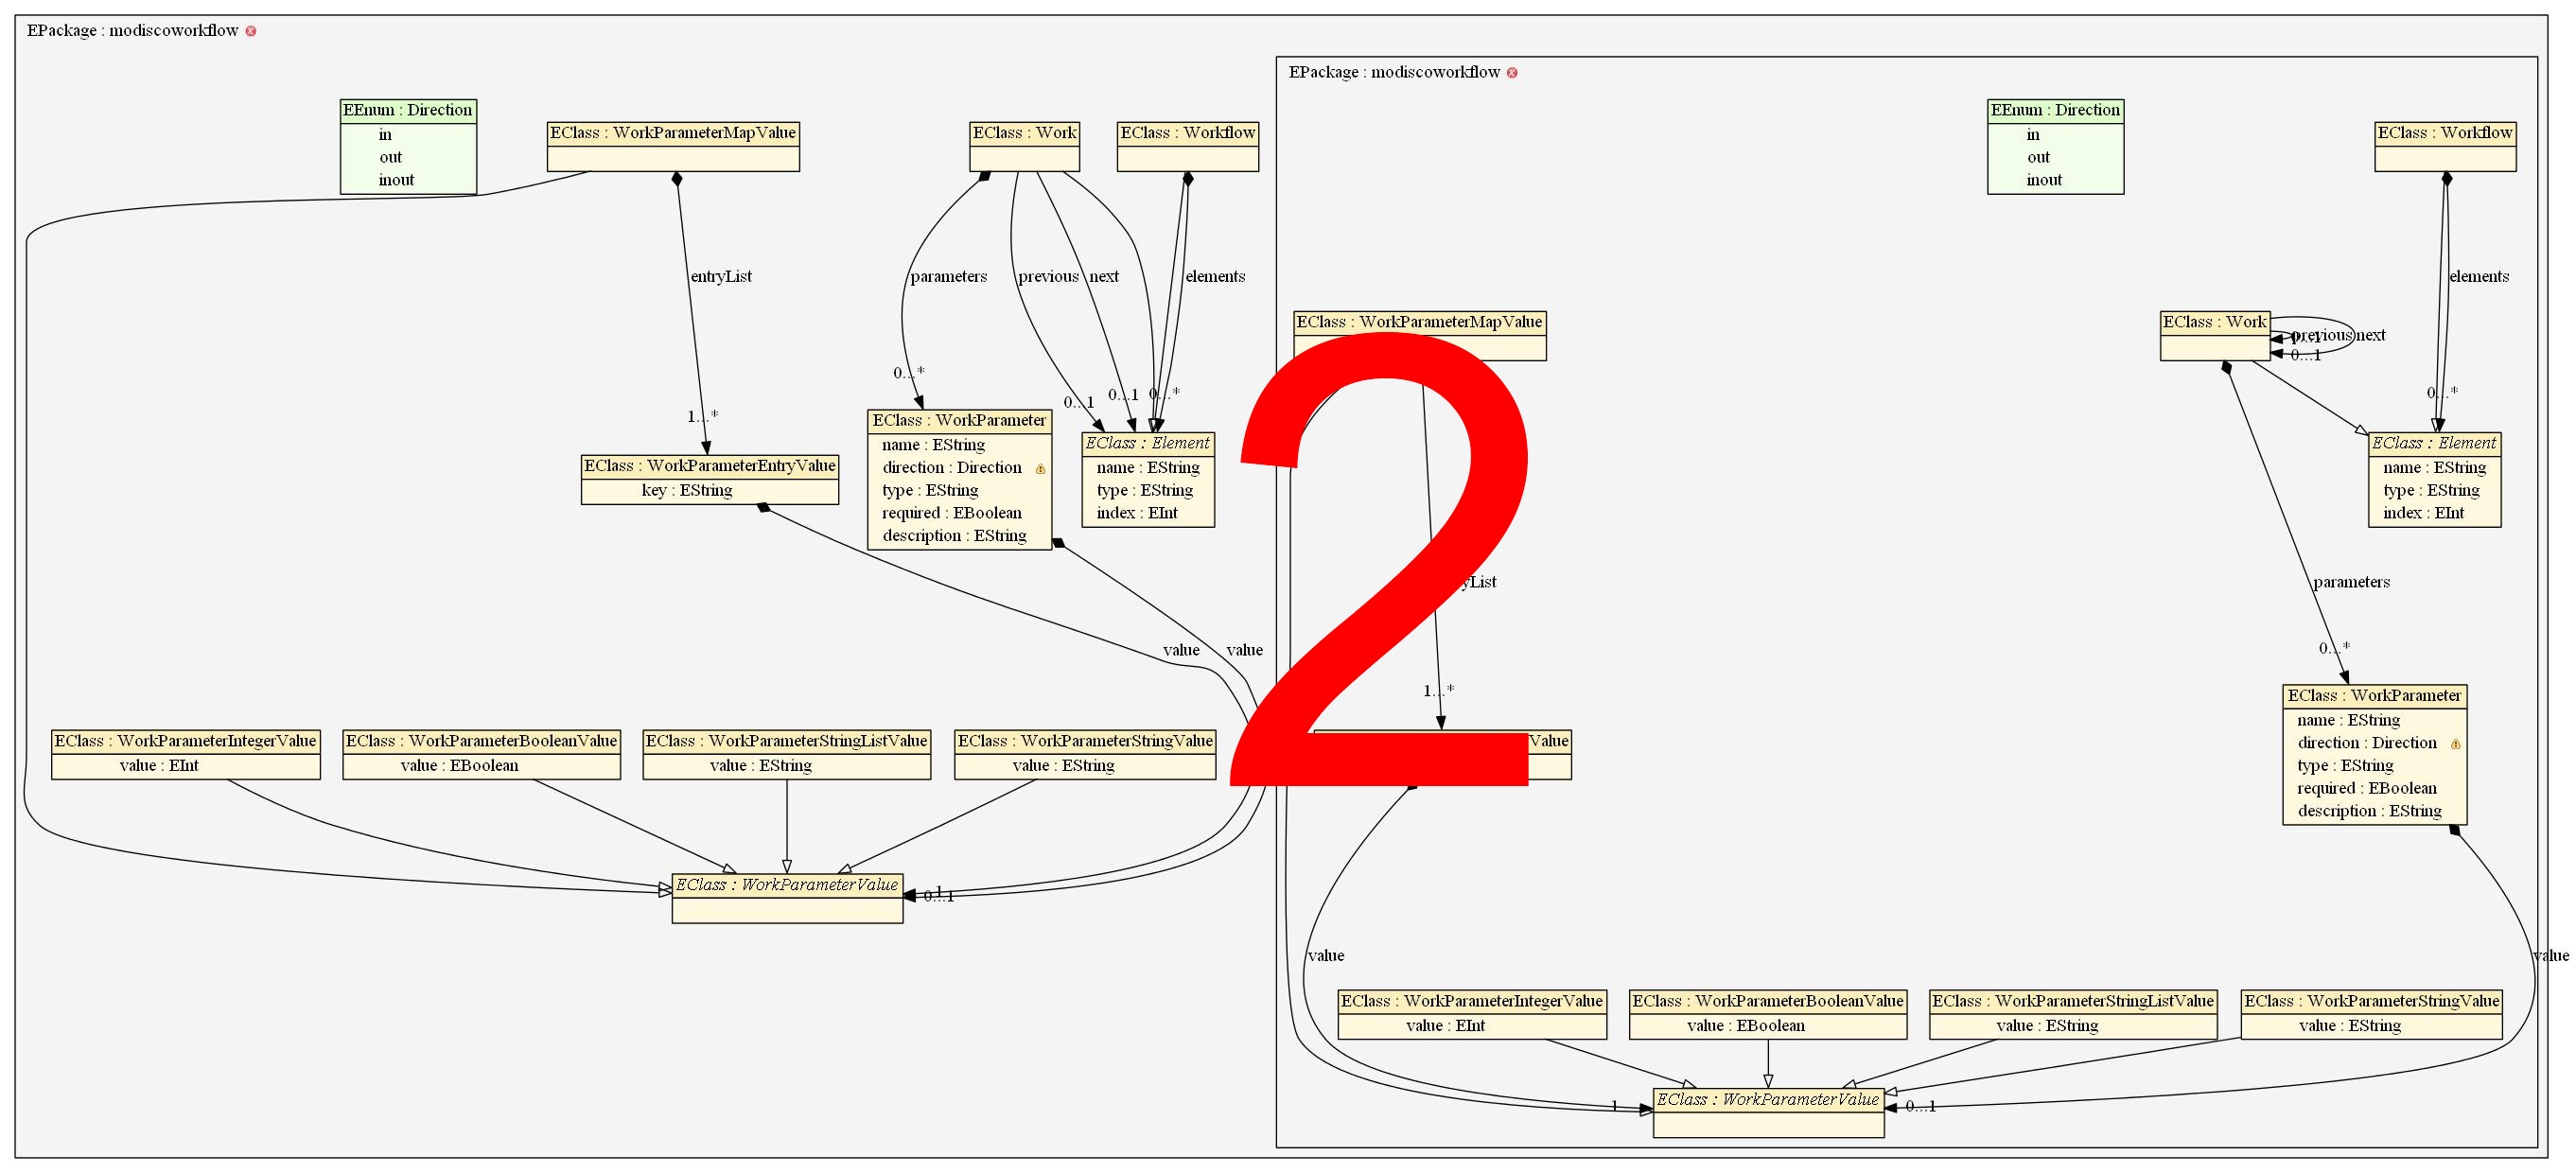 EPackage : modiscoworkflow
EEnum : Direction
in
out
inout
EClass : WorkParameterMapValue
EClass : Work
EClass : Workflow
entryList
parameters
previous
next
elements
1...*
0...*
0...1
0...1
0...*
EClass : WorkParameterEntryValue
key : EString
EClass : WorkParameter
name : EString
direction : Direction
type : EString
required : EBoolean
description : EString
EClass : Element
name : EString
type : EString
index : EInt
value
value
EClass : WorkParameterIntegerValue
value : EInt
EClass : WorkParameterBooleanValue
value : EBoolean
EClass : WorkParameterStringListValue
value : EString
EClass : WorkParameterStringValue
value : EString
EClass : WorkParameterValue
1
0...1
EPackage : modiscoworkflow
EEnum : Direction
in
out
inout
EClass : Workflow
elements
0...*
EClass : WorkParameterMapValue
EClass : Work
previous
next
0...1
0...1
EClass : Element
name : EString
type : EString
index : EInt
2
parameters
0...*
1...*
EClass : WorkParameter
name : EString
direction : Direction
type : EString
required : EBoolean
description : EString
value
value
EClass : WorkParameterIntegerValue
value : EInt
EClass : WorkParameterBooleanValue
value : EBoolean
EClass : WorkParameterStringListValue
value : EString
EClass : WorkParameterStringValue
value : EString
EClass : WorkParameterValue
1
0...1